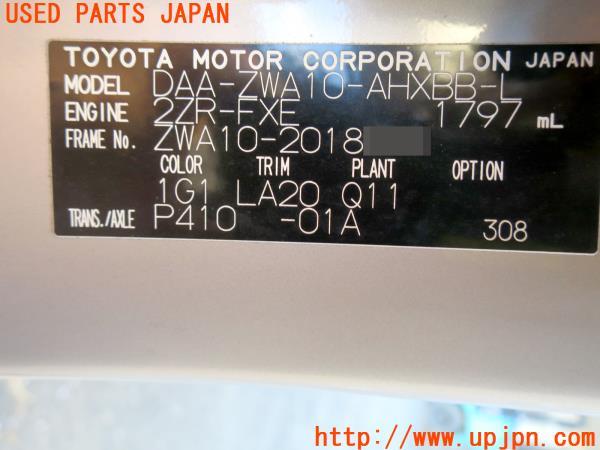 USED PARTS JAPAN
TOYOTA MOTOR CORPORATION JAPAN
MODEL DAA-ZWA10-AHXBB-L
ENGINE 2ZR-FXE 1797 mL
FRAME No. ZWA10-2018
COLOR TRIM PLANT OPTION
1G1 LA20 Q11
TRANS./AXLE P410 -01A 308
UPJ
http://www.upjpn.com